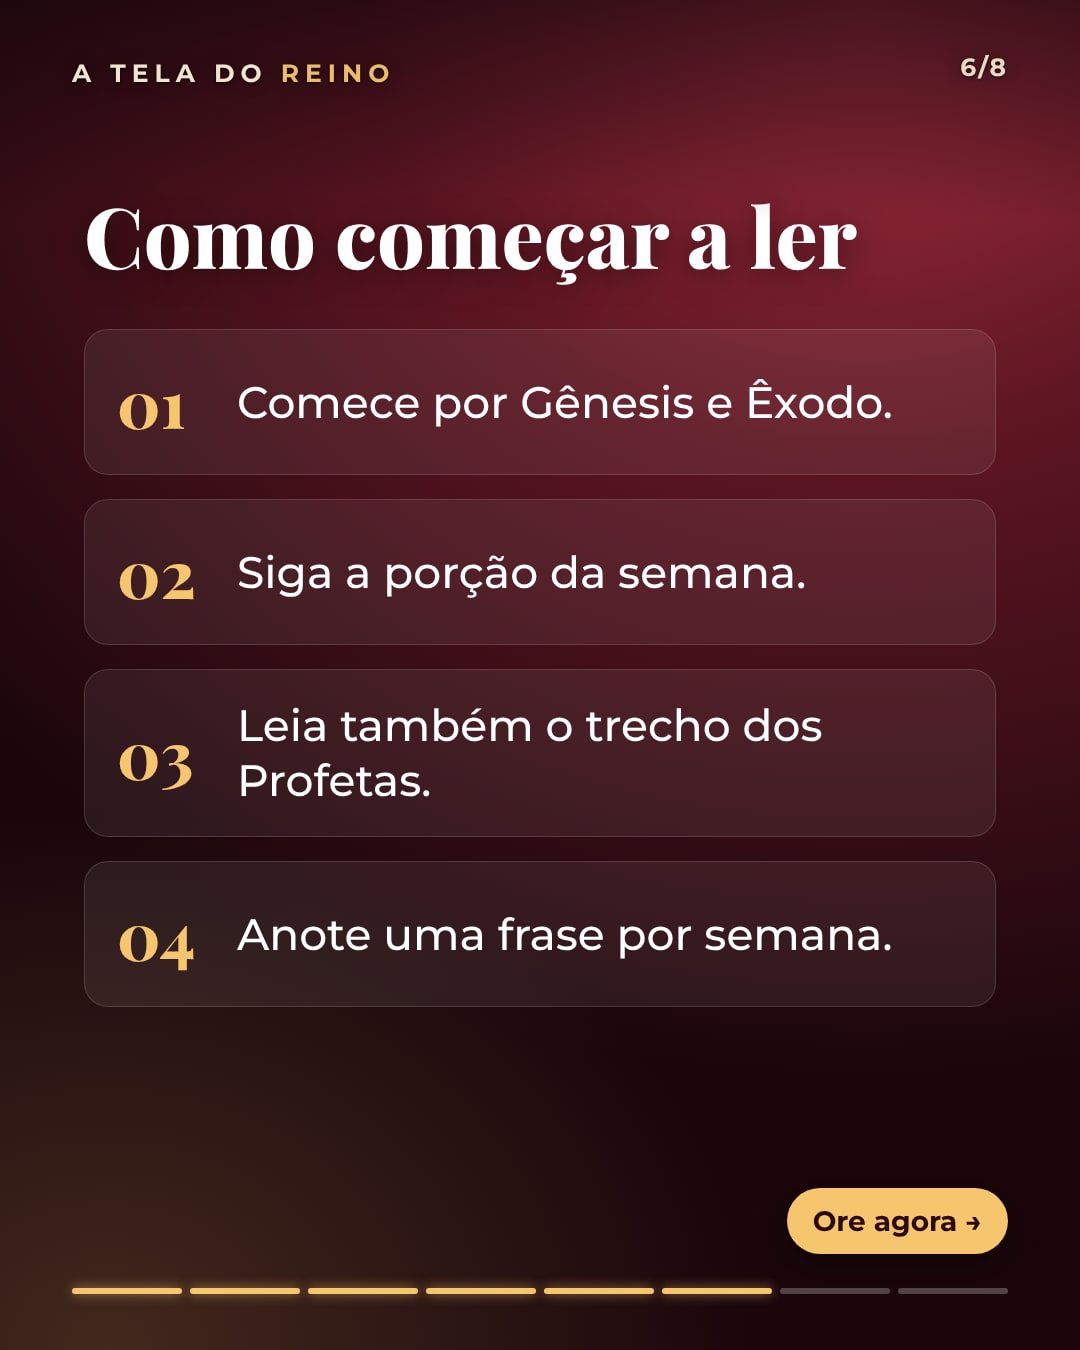 A TELA DO REINO
6/8
Como começar a ler
01 Comece por Gênesis e Êxodo.
02 Siga a porção da semana.
03 Leia também o trecho dos
Profetas.
04 Anote uma frase por semana.
Ore agora →